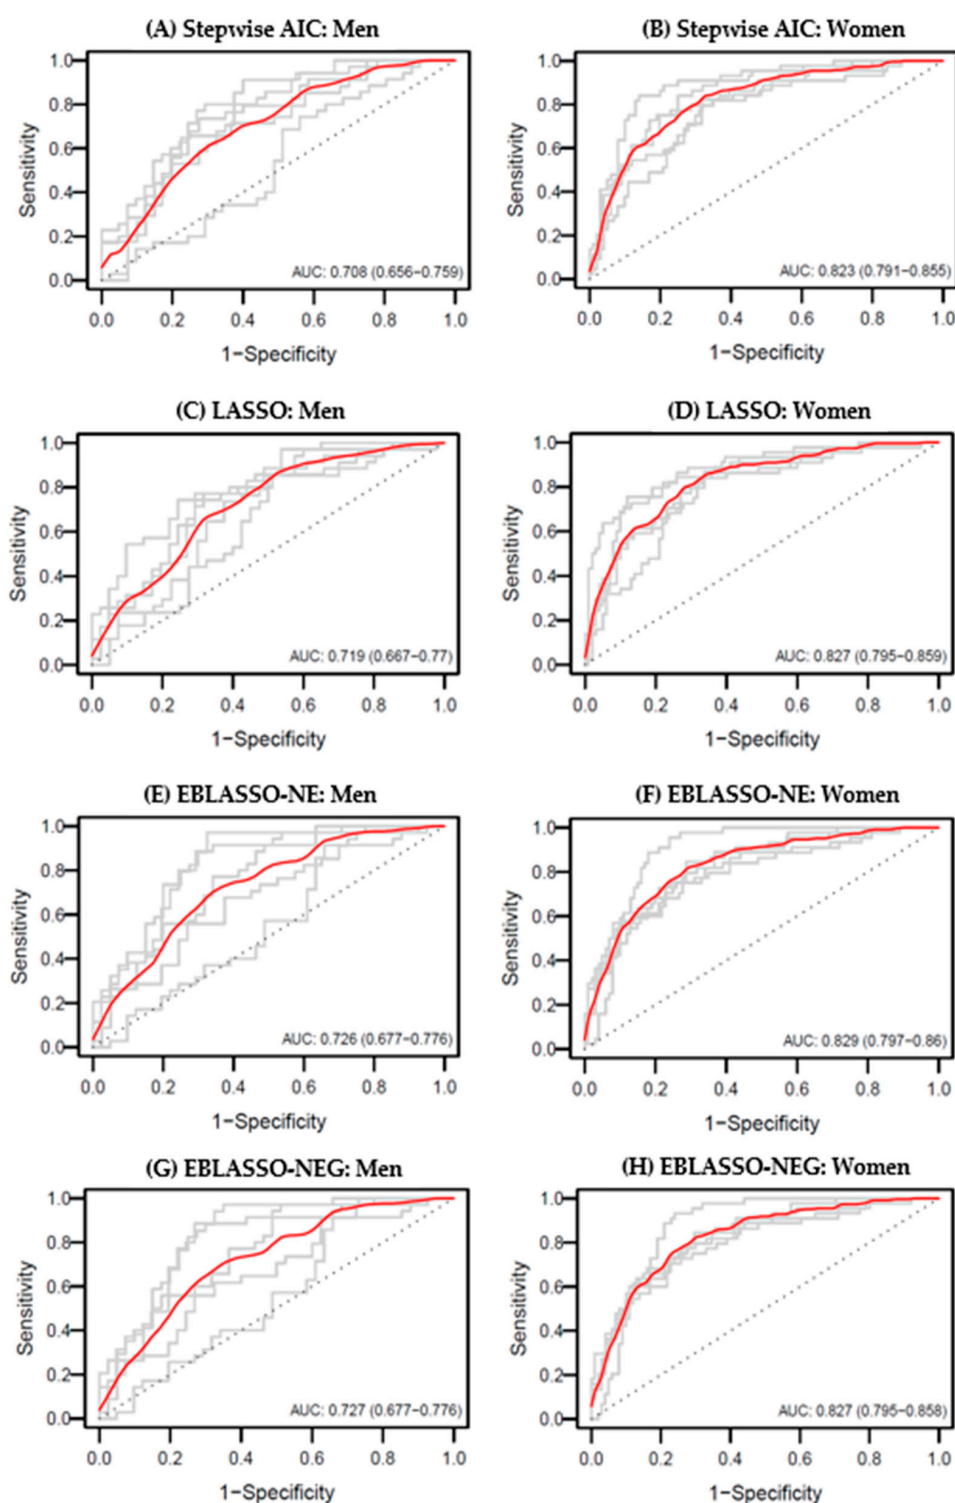 (A) Stepwise AIC: Men
1.0
0.8
0.6
0.4
0.2
0.0
Sensitivity
AUC: 0.708 (0.656−0.759)
0.0 0.2 0.4 0.6 0.8 1.0
1−Specificity
(B) Stepwise AIC: Women
1.0
0.8
0.6
0.4
0.2
0.0
Sensitivity
AUC: 0.823 (0.791−0.855)
0.0 0.2 0.4 0.6 0.8 1.0
1−Specificity
(C) LASSO: Men
1.0
0.8
0.6
0.4
0.2
0.0
Sensitivity
AUC: 0.719 (0.667−0.77)
0.0 0.2 0.4 0.6 0.8 1.0
1−Specificity
(D) LASSO: Women
1.0
0.8
0.6
0.4
0.2
0.0
Sensitivity
AUC: 0.827 (0.795−0.859)
0.0 0.2 0.4 0.6 0.8 1.0
1−Specificity
(E) EBLASSO-NE: Men
1.0
0.8
0.6
0.4
0.2
0.0
Sensitivity
AUC: 0.726 (0.677−0.776)
0.0 0.2 0.4 0.6 0.8 1.0
1−Specificity
(F) EBLASSO-NE: Women
1.0
0.8
0.6
0.4
0.2
0.0
Sensitivity
AUC: 0.829 (0.797−0.86)
0.0 0.2 0.4 0.6 0.8 1.0
1−Specificity
(G) EBLASSO-NEG: Men
1.0
0.8
0.6
0.4
0.2
0.0
Sensitivity
AUC: 0.727 (0.677−0.776)
0.0 0.2 0.4 0.6 0.8 1.0
1−Specificity
(H) EBLASSO-NEG: Women
1.0
0.8
0.6
0.4
0.2
0.0
Sensitivity
AUC: 0.827 (0.795−0.858)
0.0 0.2 0.4 0.6 0.8 1.0
1−Specificity